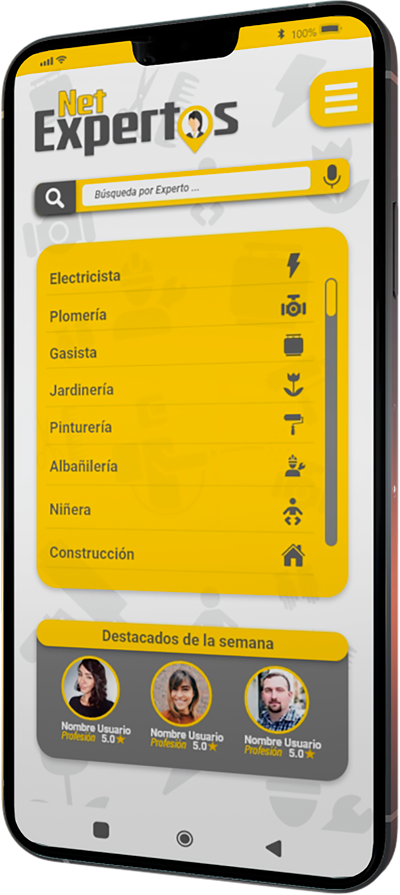 100%
Net
Expertos
Búsqueda por Experto ...
Electricista
Plomería
Gasista
Jardinería
Pinturería
Albañilería
Niñera
Construcción
Destacados de la semana
Nombre Usuario
Profesión 5.0★
Nombre Usuario
Profesión 5.0★
Nombre Usuario
Profesión 5.0★